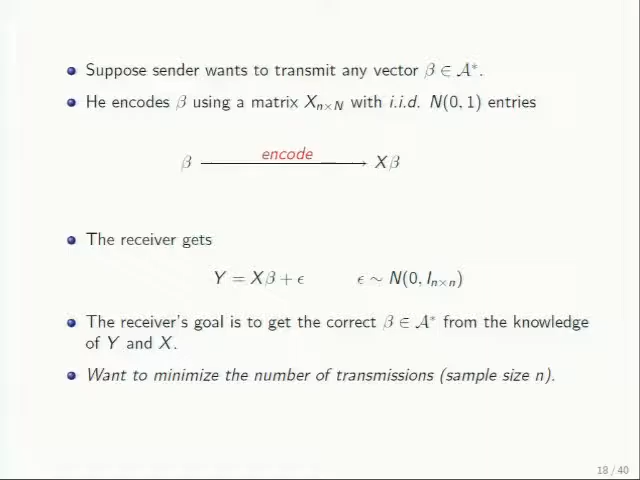 Suppose sender wants to transmit any vector β ∈ 𝒜*.
He encodes β using a matrix Xₙ×N with i.i.d. N(0, 1) entries
encode
β ⟶ Xβ
The receiver gets
Y = Xβ + ϵ ϵ ∼ N(0, Iₙ×ₙ)
The receiver's goal is to get the correct β ∈ 𝒜* from the knowledge
of Y and X.
Want to minimize the number of transmissions (sample size n).
18 / 40